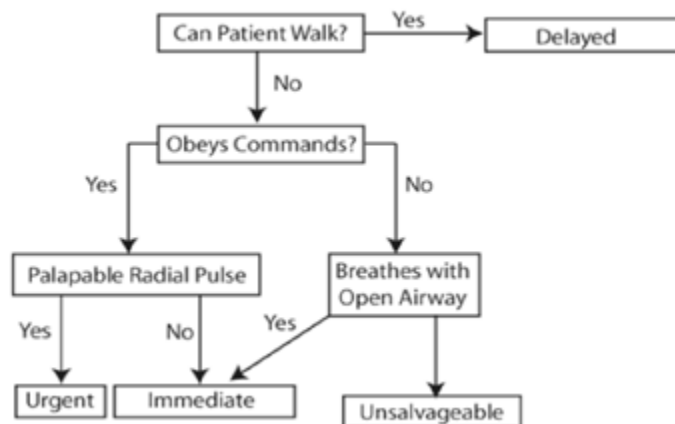 Can Patient Walk?
Yes
Delayed
No
Obeys Commands?
Yes
No
Palapable Radial Pulse
Breathes with
Open Airway
Yes
No
Yes
Urgent
Immediate
Unsalvageable